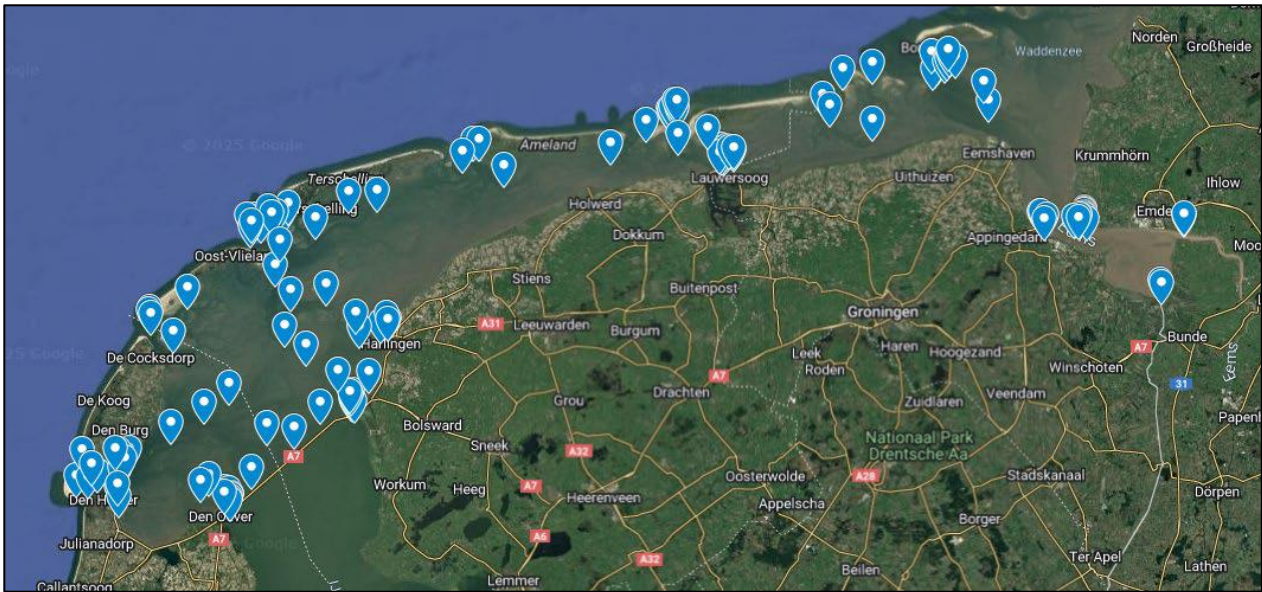 Norden
Großheide
Waddenzee
© 2025 Google
Ameland
Eemshaven
Krummhörn
Terschelling
Lauwersoog
Uithuizen
Ihlow
Holwerd
Dokkum
Appingedam
Oost-Vlieland
Stiens
Buitenpost
Groningen
A31
Leeuwarden
Burgum
Harlingen
Bunde
A7
De Cocksdorp
Leek
Haren
Hoogezand
Roden
Winschoten
Eems
A7
31
De Koog
Grou
Drachten
Veendam
Zuidlaren
Den Burg
Bolsward
Sneek
A32
Nationaal Park
Drentsche Aa
A7
Oosterwolde
A28
Stadskanaal
Workum
Heeg
A7
Heerenveen
Appelscha
Dörpen
Den Helder
Den Oever
Borger
Julianadorp
A7
A6
A32
Ter Apel
Callantsoog
Lemmer
Beilen
Lathen